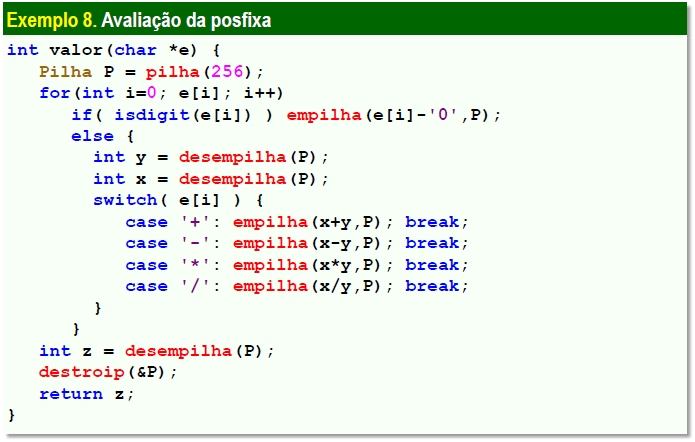 Exemplo 8. Avaliação da posfixa
int valor(char *e) {
   Pilha P = pilha(256);
   for(int i=0; e[i]; i++)
      if( isdigit(e[i]) ) empilha(e[i]-'0',P);
      else {
        int y = desempilha(P);
        int x = desempilha(P);
        switch( e[i] ) {
           case '+': empilha(x+y,P); break;
           case '-': empilha(x-y,P); break;
           case '*': empilha(x*y,P); break;
           case '/': empilha(x/y,P); break;
        }
      }
   int z = desempilha(P);
   destroip(&P);
   return z;
}